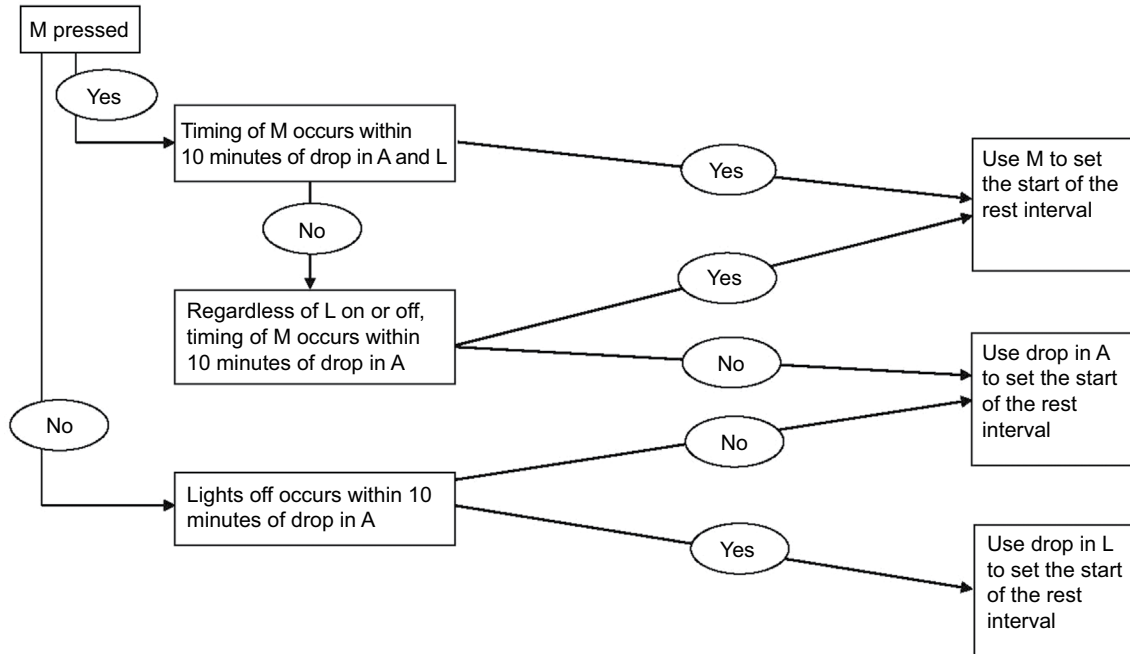 M pressed
Yes
Timing of M occurs within
10 minutes of drop in A and L
Yes
Use M to set
the start of the
rest interval
No
Yes
Regardless of L on or off,
timing of M occurs within
10 minutes of drop in A
No
Use drop in A
to set the start
of the rest
interval
No
No
Lights off occurs within 10
minutes of drop in A
Yes
Use drop in L
to set the start
of the rest
interval